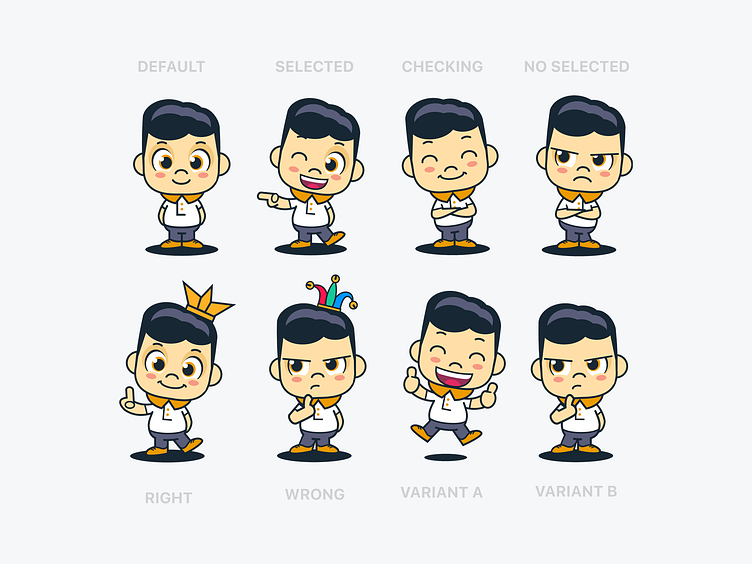 DEFAULT
SELECTED
CHECKING
NO SELECTED
RIGHT
WRONG
VARIANT A
VARIANT B